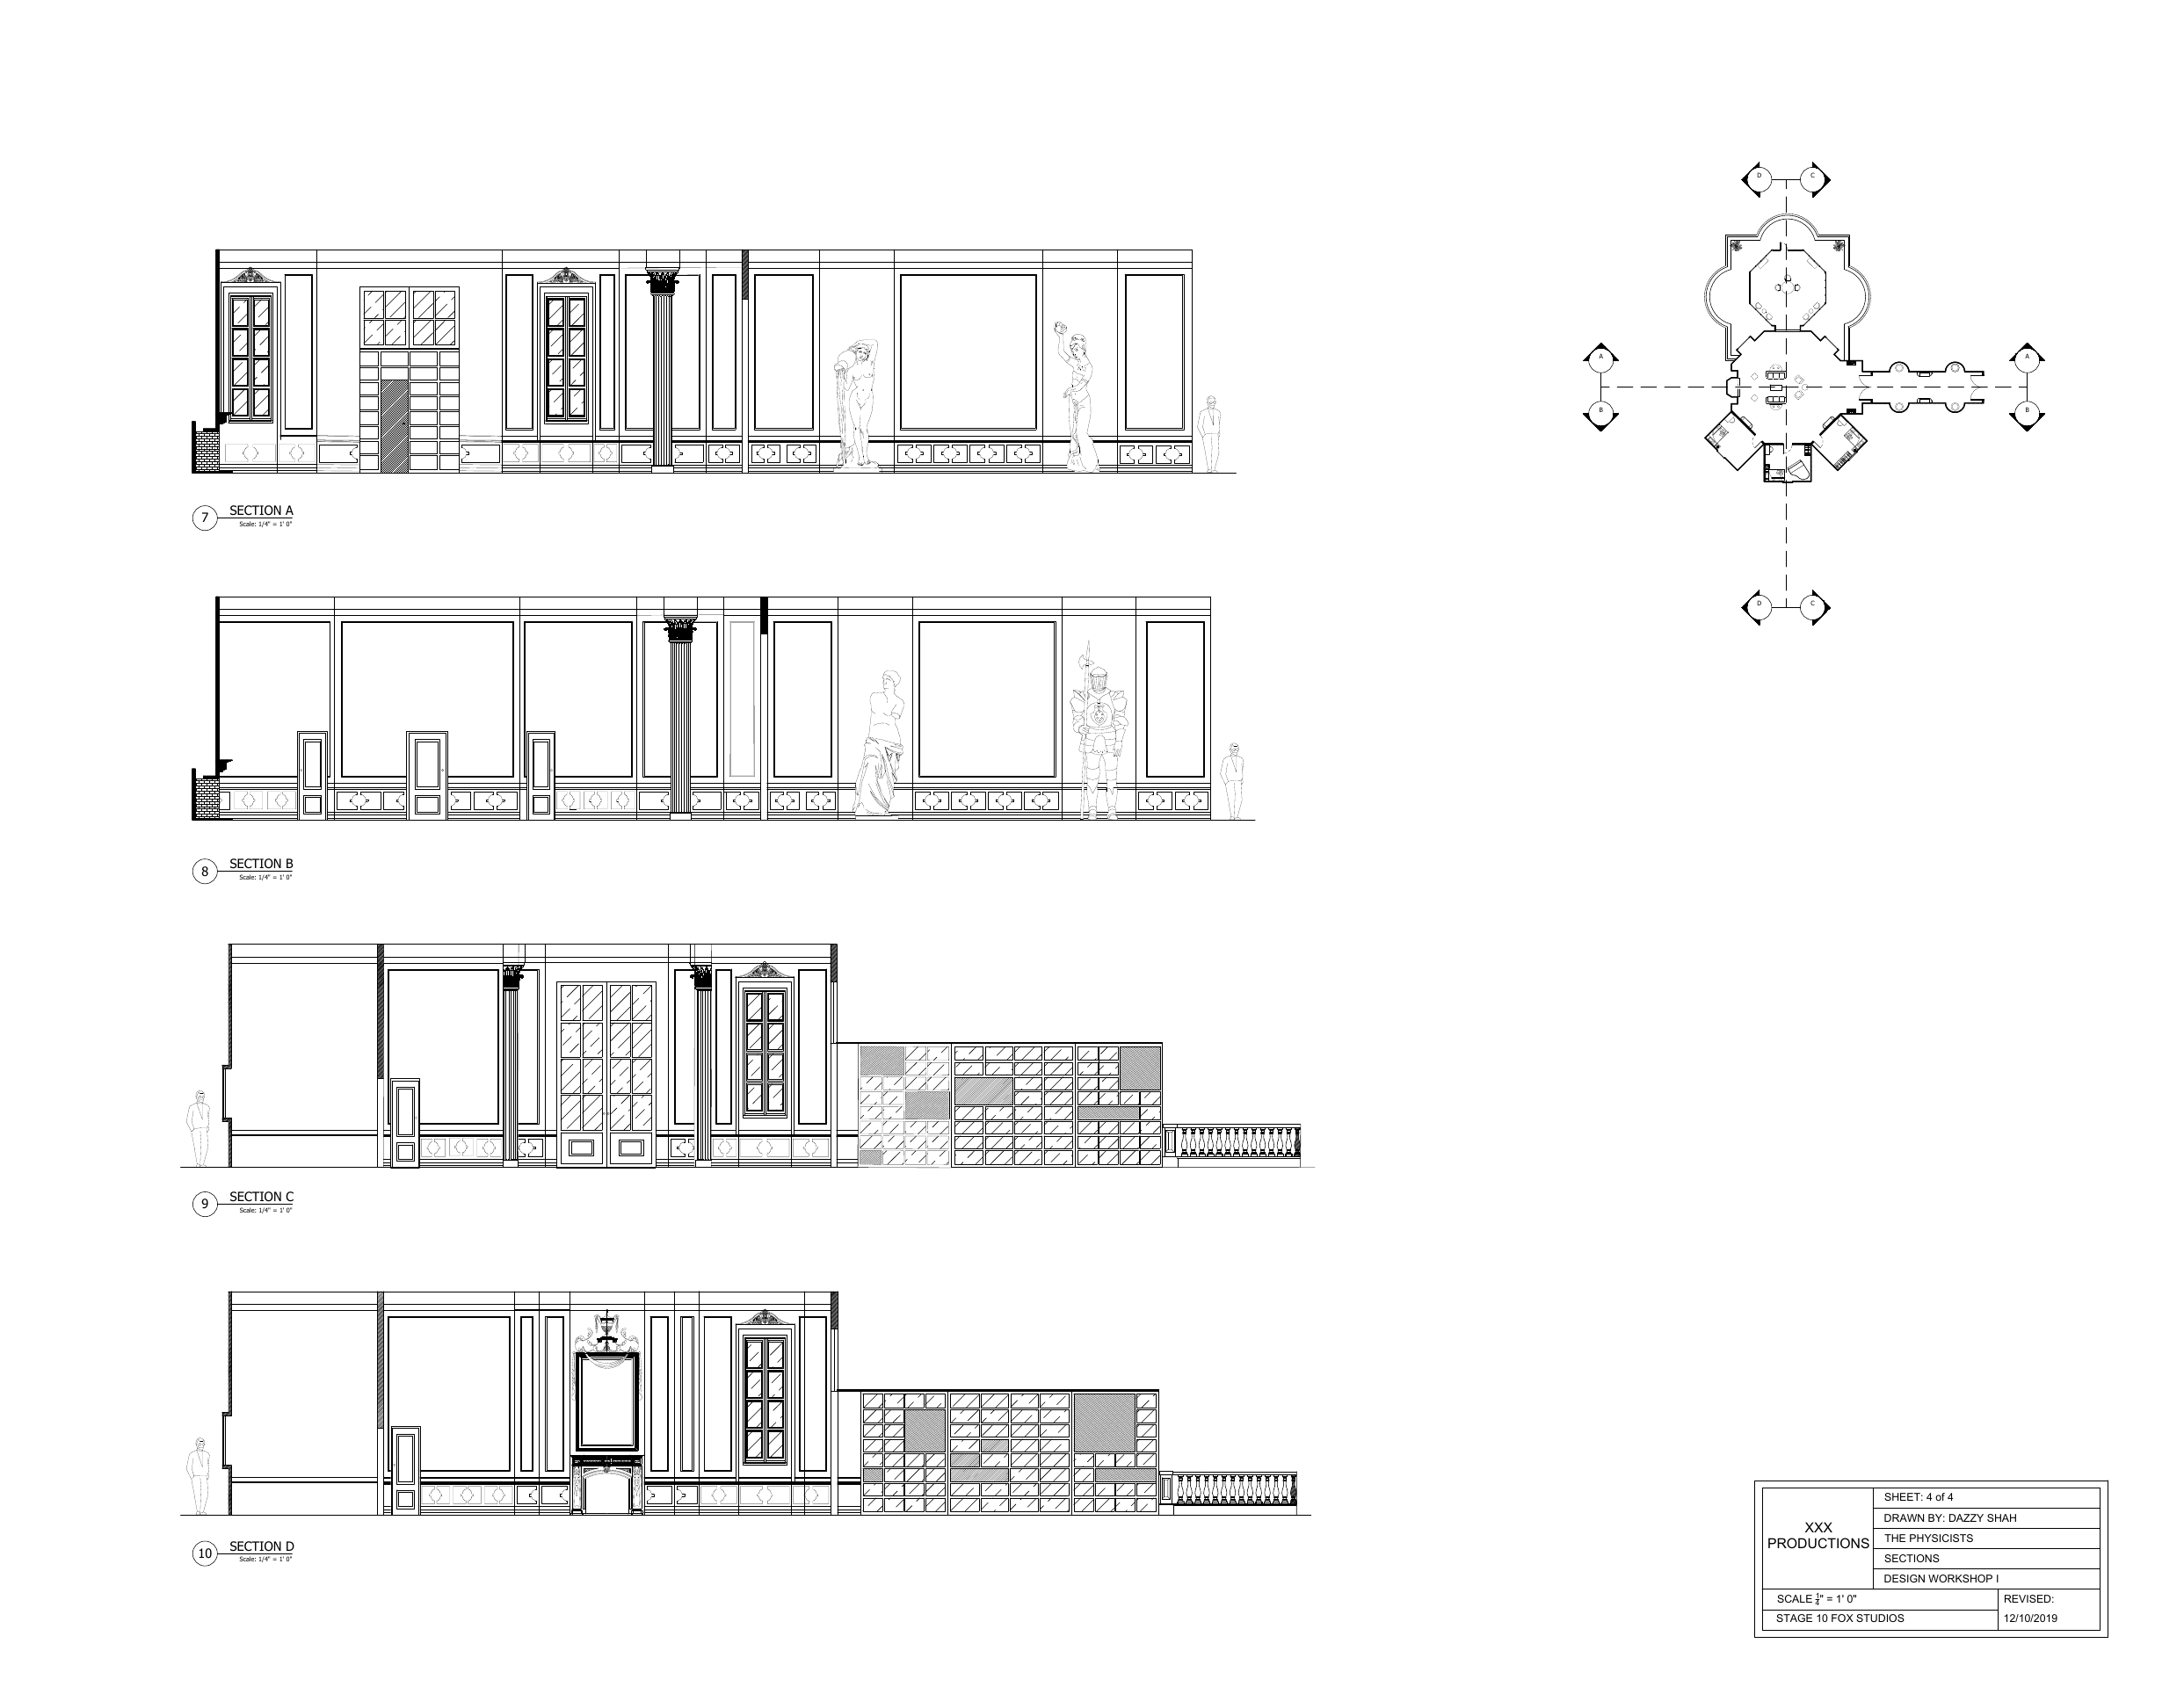 D C
A A
B B
D C
7 SECTION A
Scale: 1/4" = 1' 0"
8 SECTION B
Scale: 1/4" = 1' 0"
9 SECTION C
Scale: 1/4" = 1' 0"
10 SECTION D
Scale: 1/4" = 1' 0"
XXX
PRODUCTIONS
SHEET: 4 of 4
DRAWN BY: DAZZY SHAH
THE PHYSICISTS
SECTIONS
DESIGN WORKSHOP I
SCALE ¼" = 1' 0"
STAGE 10 FOX STUDIOS
REVISED:
12/10/2019